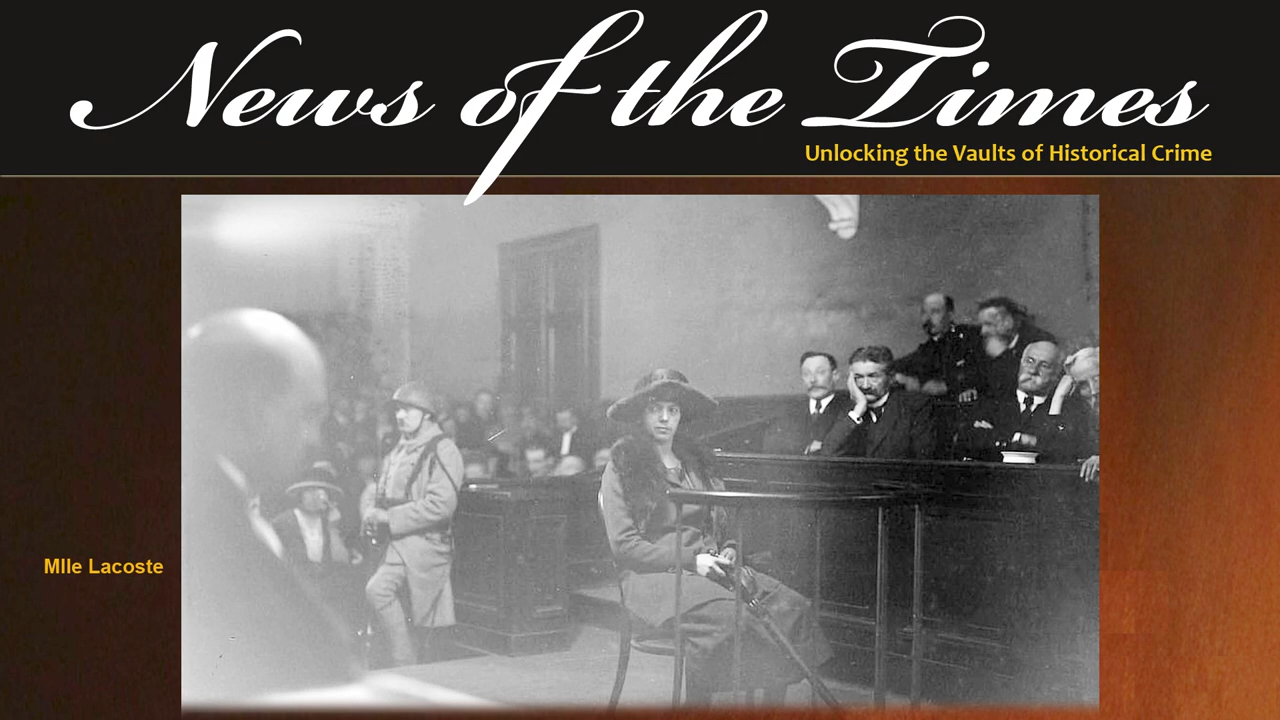 News of the Times
Unlocking the Vaults of Historical Crime
Mlle Lacoste